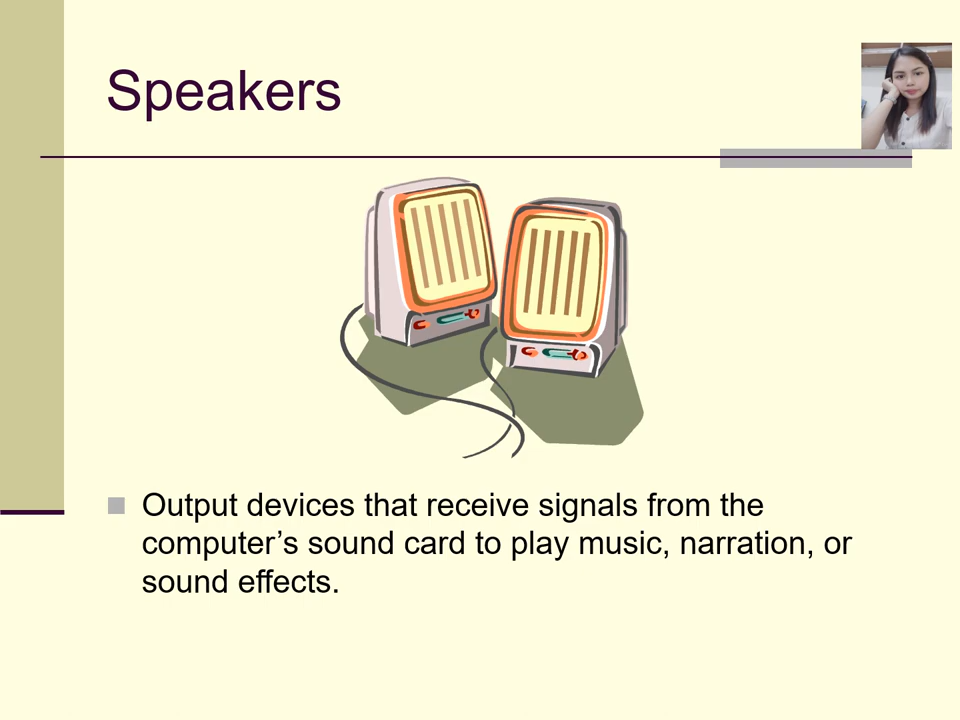 Speakers
Output devices that receive signals from the
computer’s sound card to play music, narration, or
sound effects.